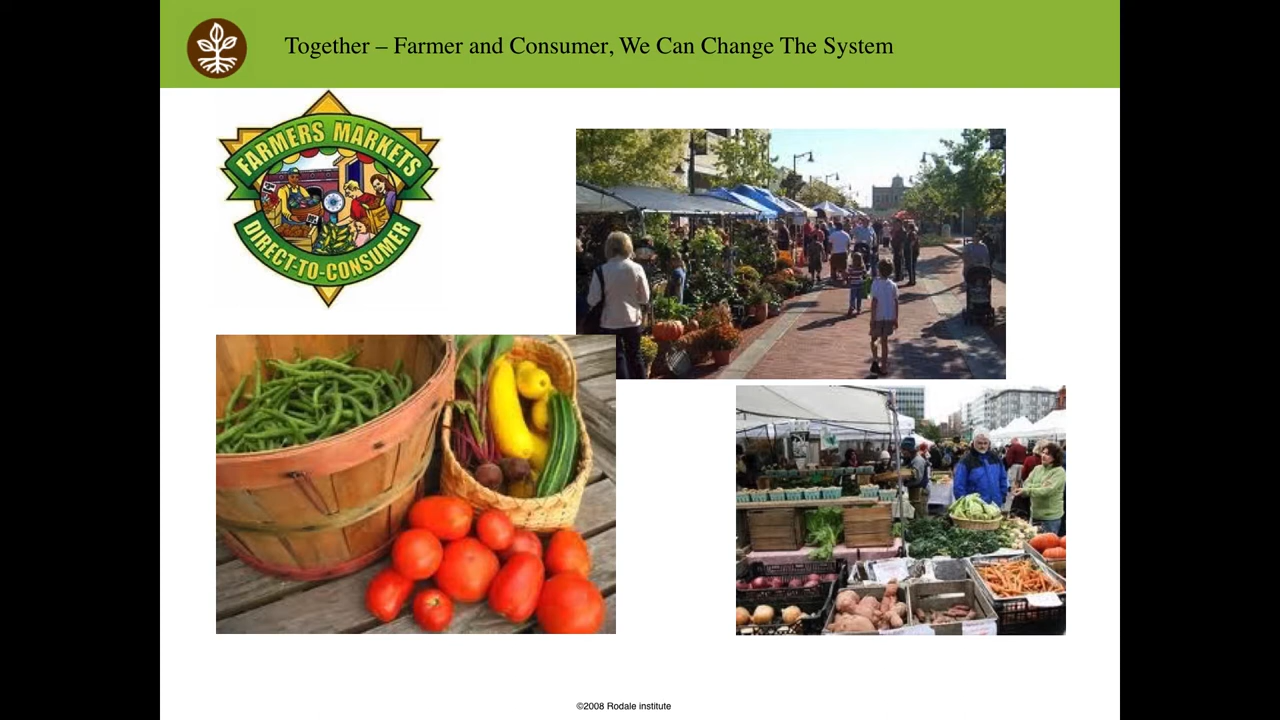 Together – Farmer and Consumer, We Can Change The System
FARMERS MARKETS
DIRECT-TO-CONSUMER
©2008 Rodale institute